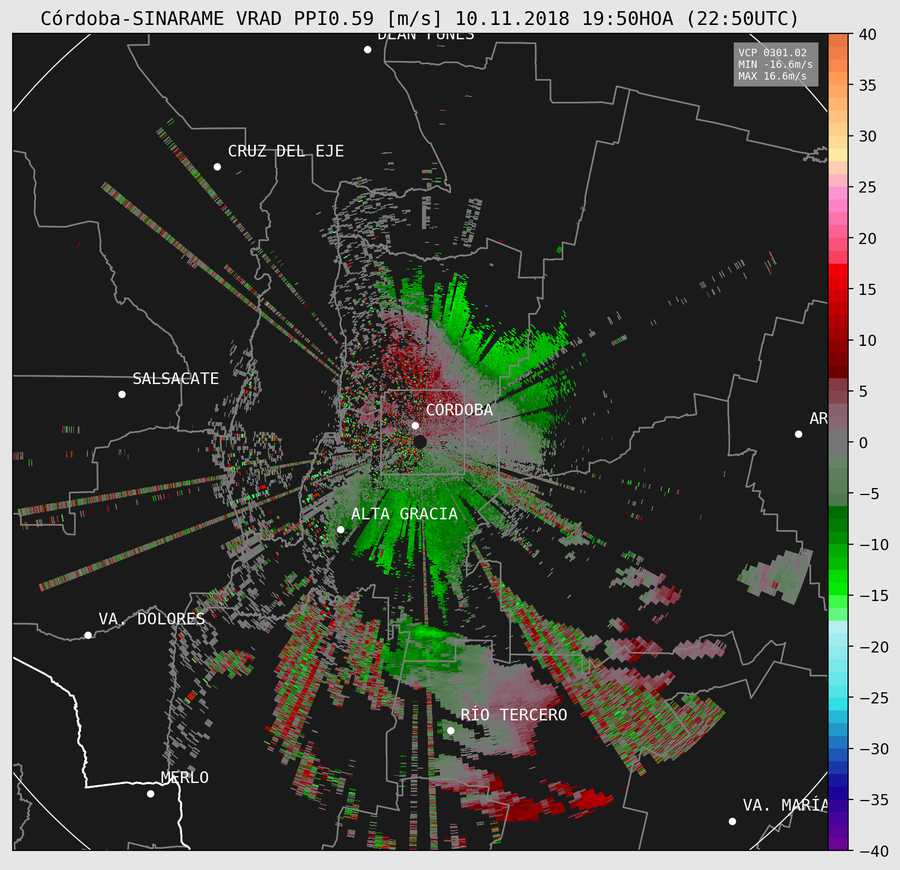 Córdoba-SINARAME VRAD PPI0.59 [m/s] 10.11.2018 19:50HOA (22:50UTC)
DEÁN FUNES
VCP 0301.02
MIN -16.6m/s
MAX 16.6m/s
CRUZ DEL EJE
SALSACATE
CÓRDOBA
AR
ALTA GRACIA
VA. DOLORES
RÍO TERCERO
MERLO
VA. MARÍA
40
35
30
25
20
15
10
5
0
−5
−10
−15
−20
−25
−30
−35
−40